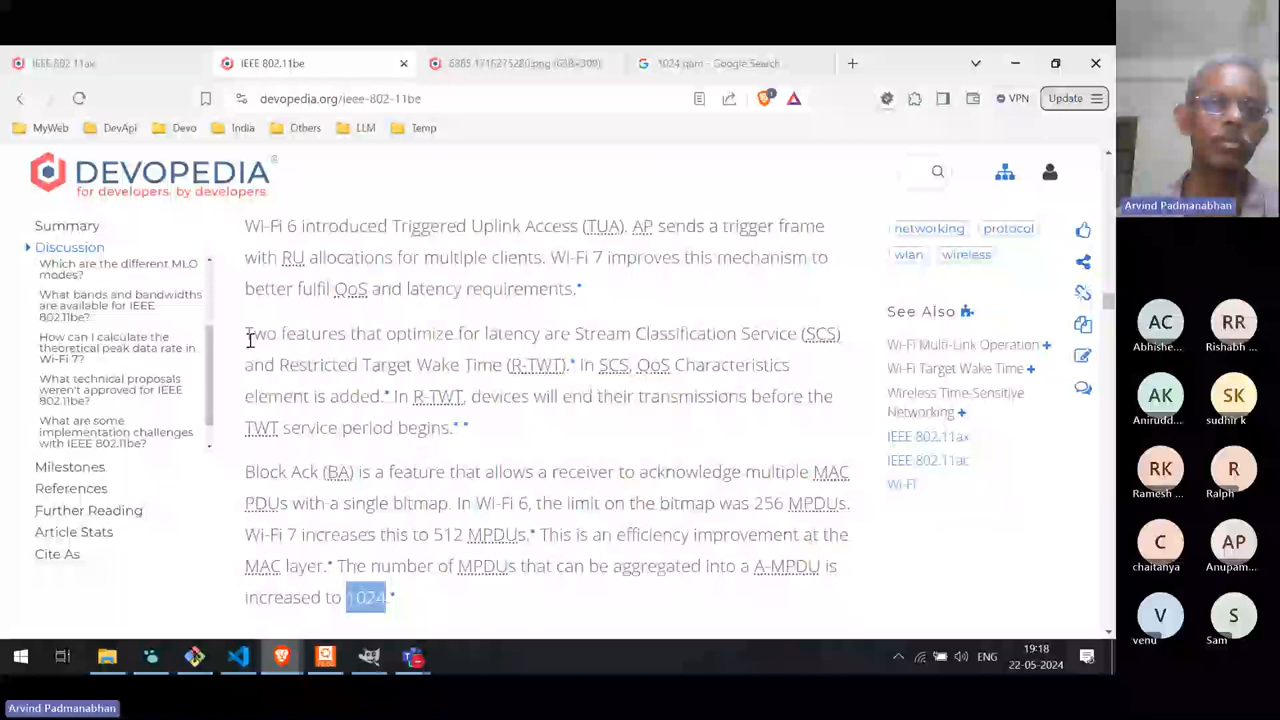 IEEE 802.11ax
IEEE 802.11be
6885.1716275280.png (638×309)
1024 qam - Google Search
devopedia.org/ieee-802-11be
1
VPN
Update
MyWeb
DevApi
Devo
India
Others
LLM
Temp
DEVOPEDIA®
for developers. by developers.
Summary
Discussion
Which are the different MLO
modes?
What bands and bandwidths
are available for IEEE
802.11be?
How can I calculate the
theoretical peak data rate in
Wi-Fi 7?
What technical proposals
weren't approved for IEEE
802.11be?
What are some
implementation challenges
with IEEE 802.11be?
Milestones
References
Further Reading
Article Stats
Cite As
Wi-Fi 6 introduced Triggered Uplink Access (TUA). AP sends a trigger frame
with RU allocations for multiple clients. Wi-Fi 7 improves this mechanism to
better fulfil QoS and latency requirements.
Two features that optimize for latency are Stream Classification Service (SCS)
and Restricted Target Wake Time (R-TWT). In SCS, QoS Characteristics
element is added. In R-TWT, devices will end their transmissions before the
TWT service period begins.
Block Ack (BA) is a feature that allows a receiver to acknowledge multiple MAC
PDUs with a single bitmap. In Wi-Fi 6, the limit on the bitmap was 256 MPDUs.
Wi-Fi 7 increases this to 512 MPDUs. This is an efficiency improvement at the
MAC layer. The number of MPDUs that can be aggregated into a A-MPDU is
increased to 1024.
networking
protocol
wlan
wireless
See Also
Wi-Fi Multi-Link Operation +
Wi-Fi Target Wake Time +
Wireless Time-Sensitive
Networking +
IEEE 802.11ax
IEEE 802.11ac
Wi-Fi
ENG
19:18
22-05-2024
Arvind Padmanabhan
Arvind Padmanabhan
AC
Abhishe...
RR
Rishabh ...
AK
Anirudd...
SK
sudhir k
RK
Ramesh ...
R
Ralph
C
chaitanya
AP
Anupam...
V
venu
S
Sam